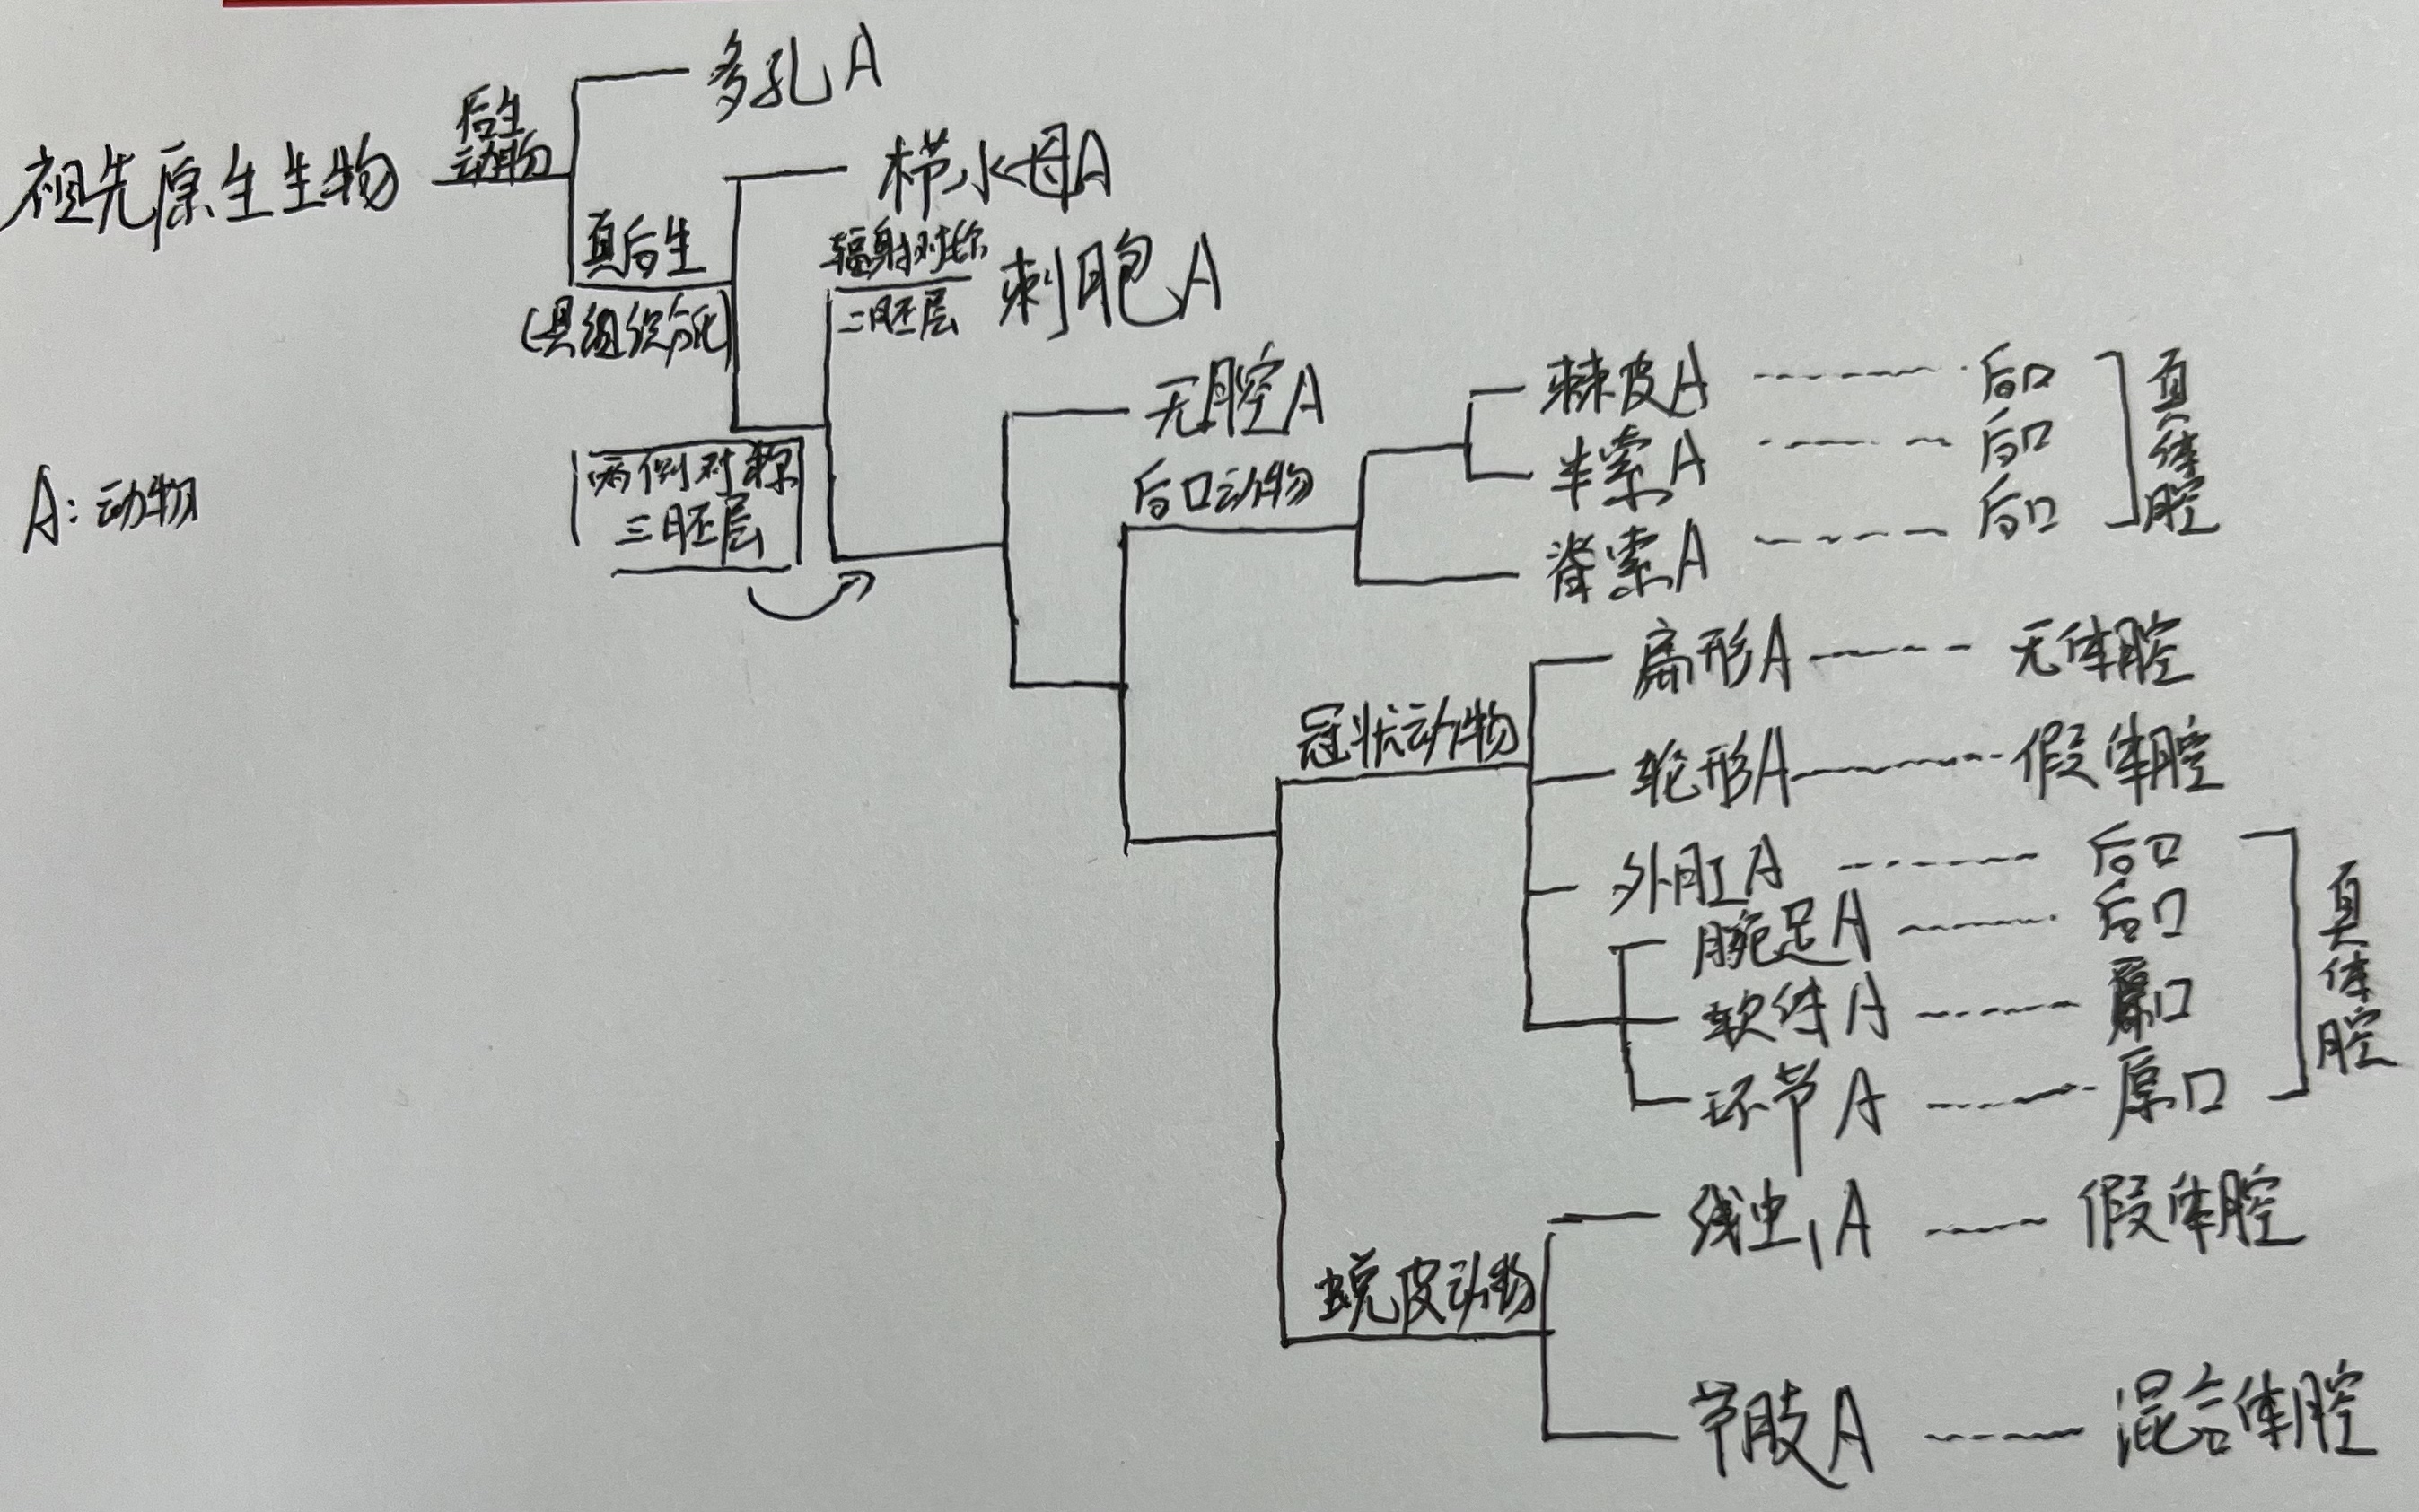 多孔A
后生
动物
祖先原生生物
栉水母A
真后生
(具组织分化)
辐射对称
二胚层
刺胞A
无腔A
两侧对称
三胚层
A:动物
后口动物
棘皮A
后口
半索A
后口
脊索A
后口
真体腔
扁形A
无体腔
冠状动物
轮形A
假体腔
外肛A
后口
腕足A
后口
软体A
原口
环节A
原口
真体腔
线虫A
假体腔
蜕皮动物
节肢A
混合体腔